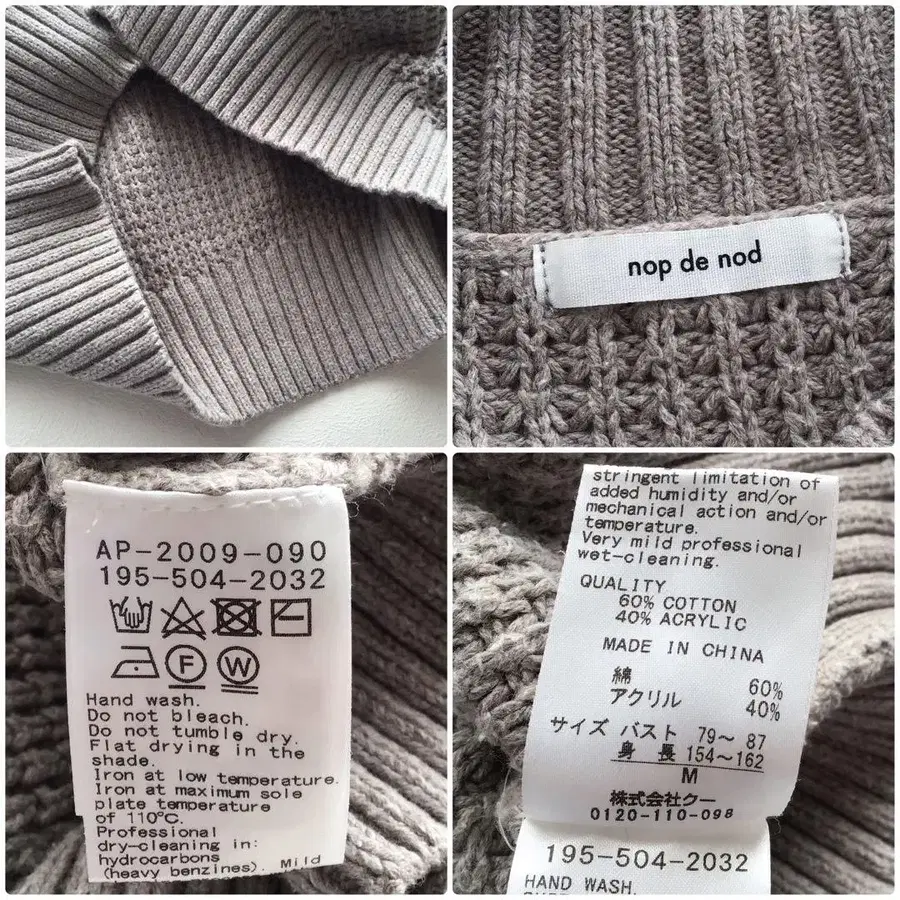 nop de nod
AP-2009-090
195-504-2032
F W
Hand wash.
Do not bleach.
Do not tumble dry.
Flat drying in the
shade.
Iron at low temperature.
Iron at maximum sole
plate temperature
of 110℃.
Professional
dry-cleaning in:
hydrocarbons
(heavy benzines). Mild
stringent limitation of
added humidity and/or
mechanical action and/or
temperature.
Very mild professional
wet-cleaning.
QUALITY
60% COTTON
40% ACRYLIC
MADE IN CHINA
綿 60%
アクリル 40%
サイズ バスト 79～ 87
身 長 154～162
M
株式会社クー
0120-110-098
195-504-2032
HAND WASH.